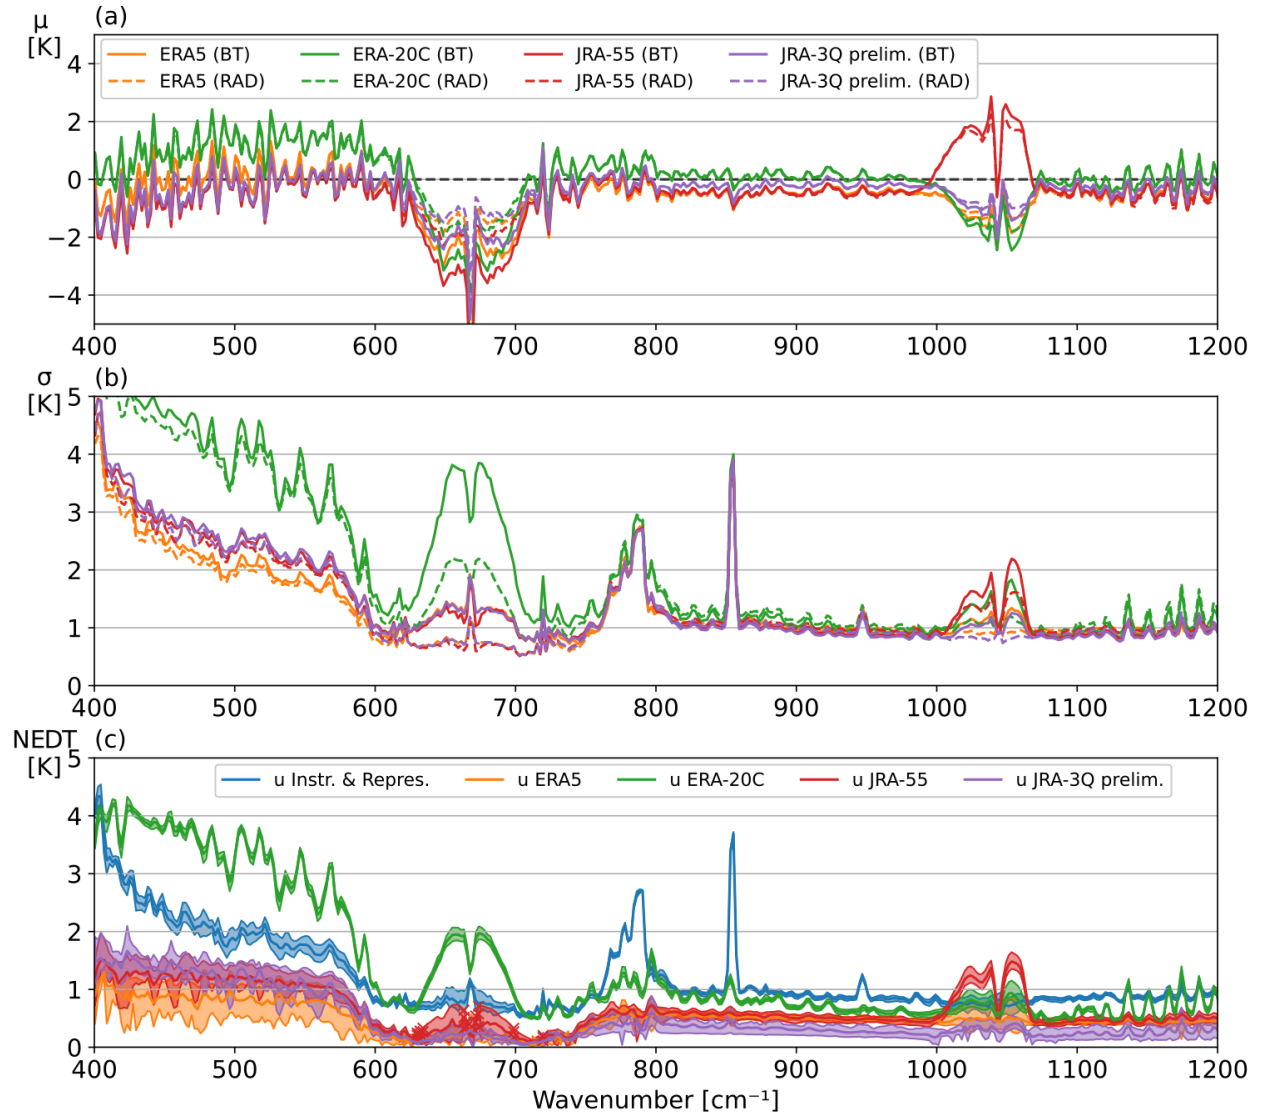 μ
[K]
(a)
ERA5 (BT) ERA-20C (BT) JRA-55 (BT) JRA-3Q prelim. (BT)
ERA5 (RAD) ERA-20C (RAD) JRA-55 (RAD) JRA-3Q prelim. (RAD)
4
2
0
−2
−4
400 500 600 700 800 900 1000 1100 1200
σ
[K]
(b)
5
4
3
2
1
0
400 500 600 700 800 900 1000 1100 1200
NEDT
[K]
(c)
u Instr. & Repres. u ERA5 u ERA-20C u JRA-55 u JRA-3Q prelim.
5
4
3
2
1
0
400 500 600 700 800 900 1000 1100 1200
Wavenumber [cm⁻¹]